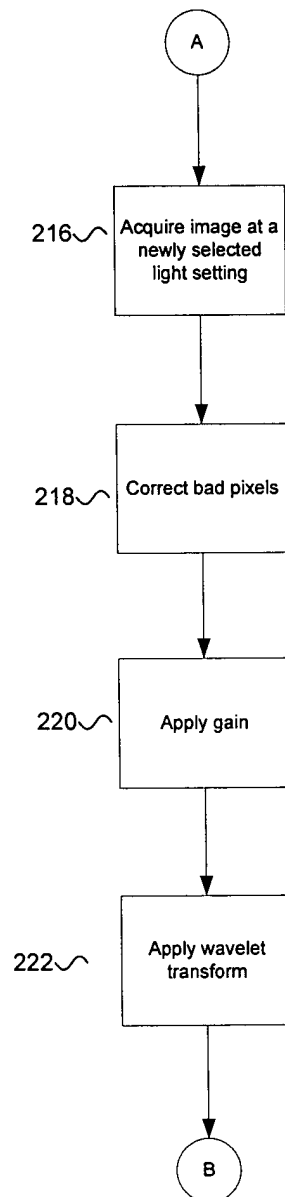 A
216
Acquire image at a
newly selected
light setting
218
Correct bad pixels
220
Apply gain
222
Apply wavelet
transform
B